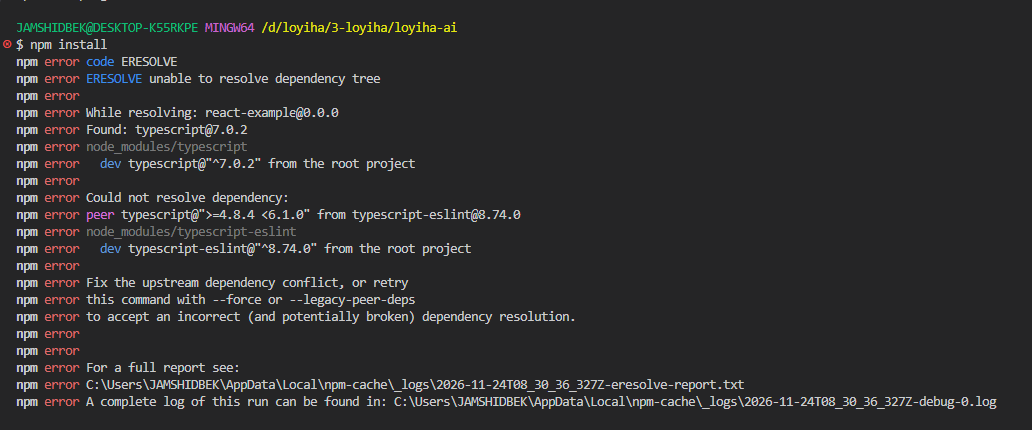 JAMSHIDBEK@DESKTOP-K55RKPE MINGW64 /d/loyiha/3-loyiha/loyiha-ai
$ npm install
npm error code ERESOLVE
npm error ERESOLVE unable to resolve dependency tree
npm error
npm error While resolving: react-example@0.0.0
npm error Found: typescript@7.0.2
npm error node_modules/typescript
npm error   dev typescript@"^7.0.2" from the root project
npm error
npm error Could not resolve dependency:
npm error peer typescript@">=4.8.4 <6.1.0" from typescript-eslint@8.74.0
npm error node_modules/typescript-eslint
npm error   dev typescript-eslint@"^8.74.0" from the root project
npm error
npm error Fix the upstream dependency conflict, or retry
npm error this command with --force or --legacy-peer-deps
npm error to accept an incorrect (and potentially broken) dependency resolution.
npm error
npm error
npm error For a full report see:
npm error C:\Users\JAMSHIDBEK\AppData\Local\npm-cache\_logs\2026-11-24T08_30_36_327Z-eresolve-report.txt
npm error A complete log of this run can be found in: C:\Users\JAMSHIDBEK\AppData\Local\npm-cache\_logs\2026-11-24T08_30_36_327Z-debug-0.log